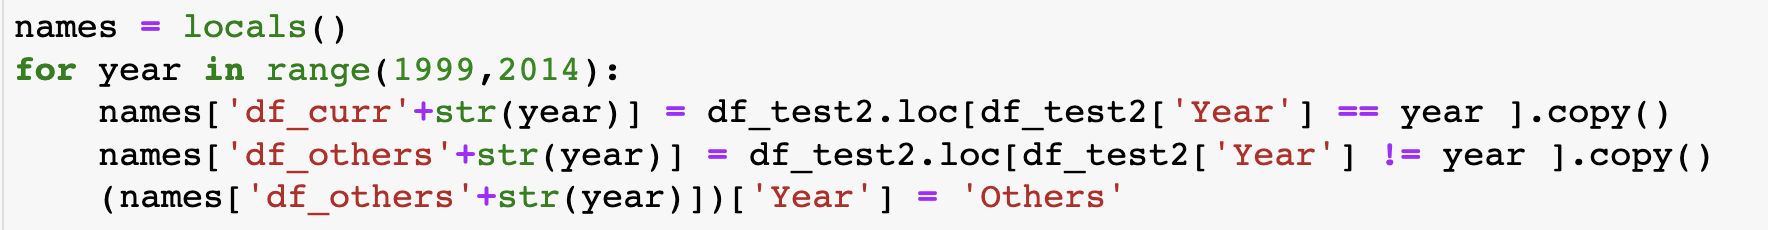 names = locals()
for year in range(1999,2014):
    names['df_curr'+str(year)] = df_test2.loc[df_test2['Year'] == year ].copy()
    names['df_others'+str(year)] = df_test2.loc[df_test2['Year'] != year ].copy()
    (names['df_others'+str(year)])['Year'] = 'Others'